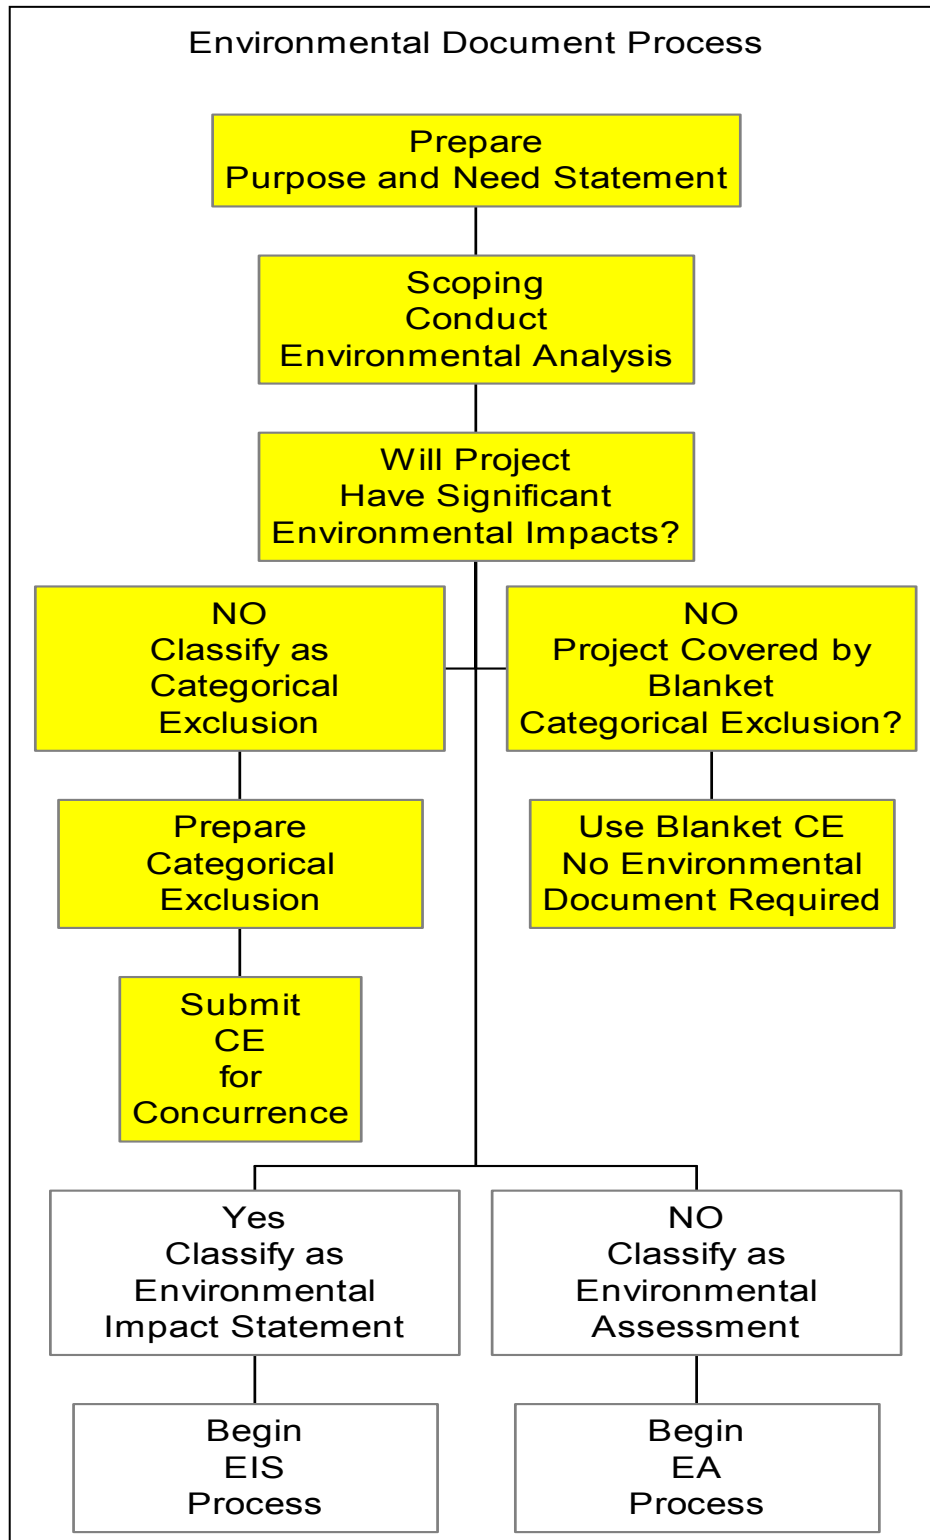 Environmental Document Process
Prepare
Purpose and Need Statement
Scoping
Conduct
Environmental Analysis
Will Project
Have Significant
Environmental Impacts?
NO
Classify as
Categorical
Exclusion
NO
Project Covered by
Blanket
Categorical Exclusion?
Prepare
Categorical
Exclusion
Use Blanket CE
No Environmental
Document Required
Submit
CE
for
Concurrence
Yes
Classify as
Environmental
Impact Statement
NO
Classify as
Environmental
Assessment
Begin
EIS
Process
Begin
EA
Process